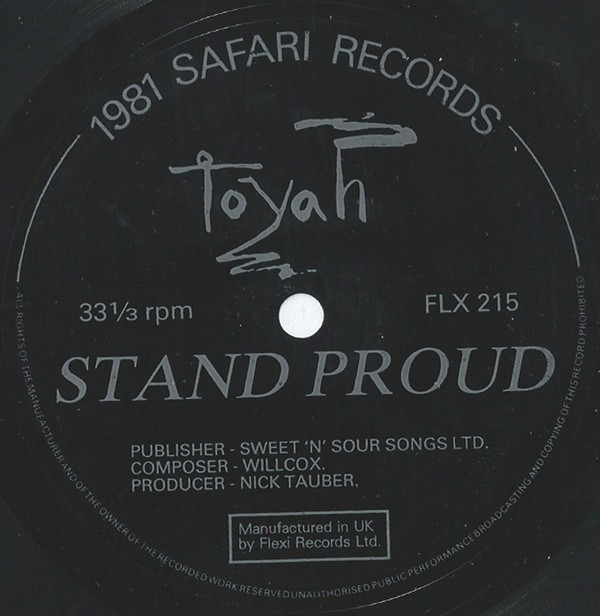 1981 SAFARI RECORDS
toyah
33⅓ rpm
FLX 215
STAND PROUD
PUBLISHER - SWEET 'N' SOUR SONGS LTD.
COMPOSER - WILLCOX.
PRODUCER - NICK TAUBER.
Manufactured in UK
by Flexi Records Ltd.
ALL RIGHTS OF THE MANUFACTURER AND OF THE OWNER OF THE RECORDED WORK RESERVED UNAUTHORISED PUBLIC PERFORMANCE BROADCASTING AND COPYING OF THIS RECORD PROHIBITED